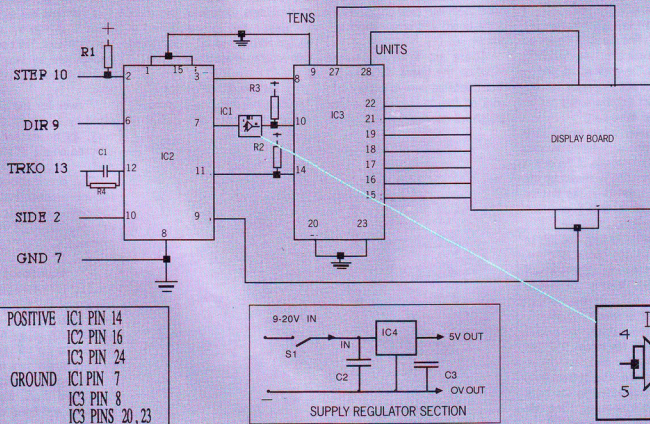 TENS
UNITS
R1
STEP 10
DIR 9
TRKO 13
C1
R4
SIDE 2
GND 7
2
1
15
3
6
7
IC2
12
11
10
9
8
IC1
R3
R2
9
27
28
8
10
14
IC3
22
21
19
18
17
16
15
20
23
DISPLAY BOARD
POSITIVE IC1 PIN 14
IC2 PIN 16
IC3 PIN 24
GROUND IC1 PIN 7
IC3 PIN 8
IC3 PINS 20,23
9-20V IN
S1
IN
IC4
5V OUT
C2
C3
OV OUT
SUPPLY REGULATOR SECTION
4
5